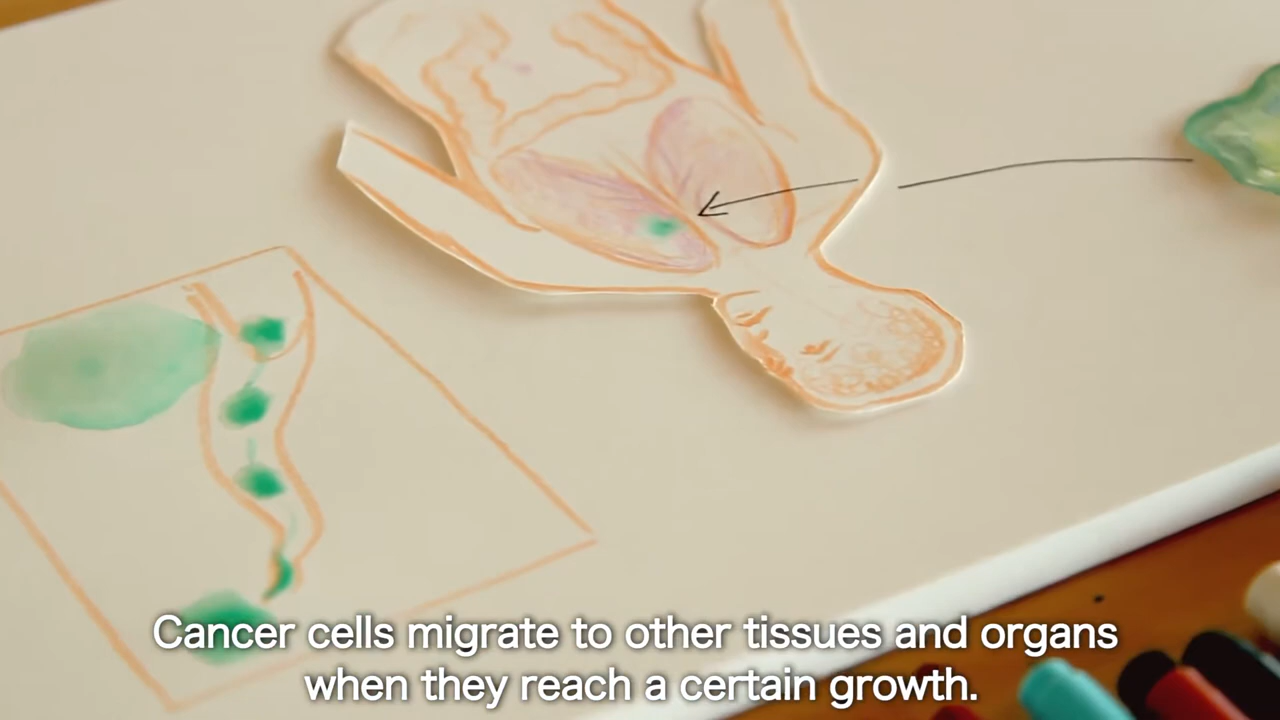 Cancer cells migrate to other tissues and organs
when they reach a certain growth.